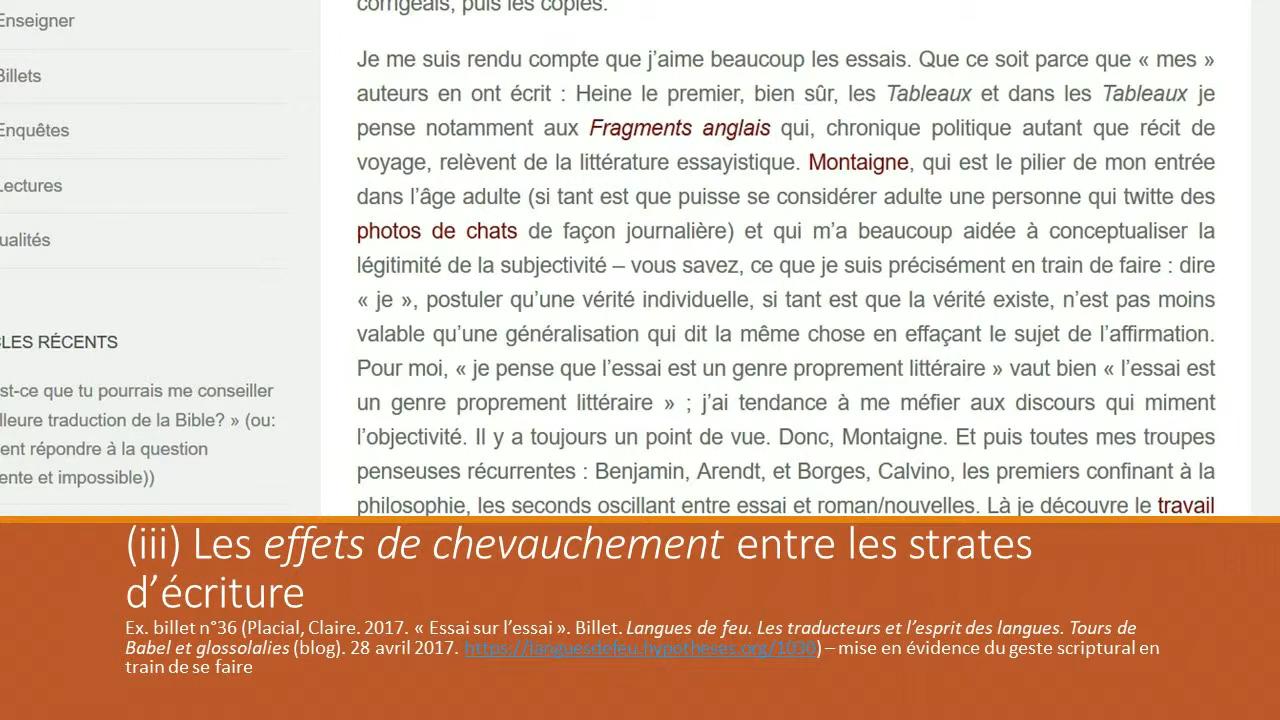 Enseigner
Billets
Enquêtes
Lectures
ualités
LES RÉCENTS
st-ce que tu pourrais me conseiller
lleure traduction de la Bible? » (ou:
ent répondre à la question
ente et impossible))
corrigeais, puis les copies.
Je me suis rendu compte que j’aime beaucoup les essais. Que ce soit parce que « mes »
auteurs en ont écrit : Heine le premier, bien sûr, les Tableaux et dans les Tableaux je
pense notamment aux Fragments anglais qui, chronique politique autant que récit de
voyage, relèvent de la littérature essayistique. Montaigne, qui est le pilier de mon entrée
dans l’âge adulte (si tant est que puisse se considérer adulte une personne qui twitte des
photos de chats de façon journalière) et qui m’a beaucoup aidée à conceptualiser la
légitimité de la subjectivité – vous savez, ce que je suis précisément en train de faire : dire
« je », postuler qu’une vérité individuelle, si tant est que la vérité existe, n’est pas moins
valable qu’une généralisation qui dit la même chose en effaçant le sujet de l’affirmation.
Pour moi, « je pense que l’essai est un genre proprement littéraire » vaut bien « l’essai est
un genre proprement littéraire » ; j’ai tendance à me méfier aux discours qui miment
l’objectivité. Il y a toujours un point de vue. Donc, Montaigne. Et puis toutes mes troupes
penseuses récurrentes : Benjamin, Arendt, et Borges, Calvino, les premiers confinant à la
philosophie, les seconds oscillant entre essai et roman/nouvelles. Là je découvre le travail
(iii) Les effets de chevauchement entre les strates
d’écriture
Ex. billet n°36 (Placial, Claire. 2017. « Essai sur l’essai ». Billet. Langues de feu. Les traducteurs et l’esprit des langues. Tours de
Babel et glossolalies (blog). 28 avril 2017. https://languesdefeu.hypotheses.org/1030) – mise en évidence du geste scriptural en
train de se faire